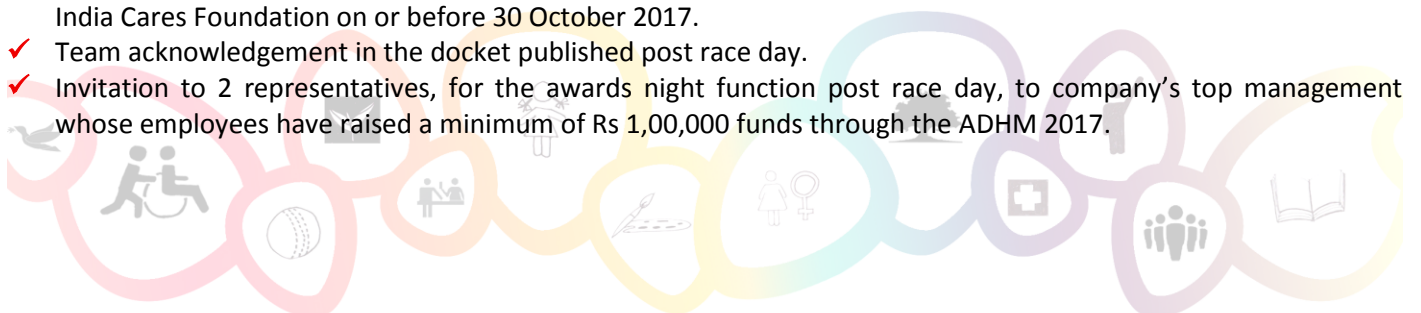 India Cares Foundation on or before 30 October 2017.
✓ Team acknowledgement in the docket published post race day.
✓ Invitation to 2 representatives, for the awards night function post race day, to company’s top management
whose employees have raised a minimum of Rs 1,00,000 funds through the ADHM 2017.